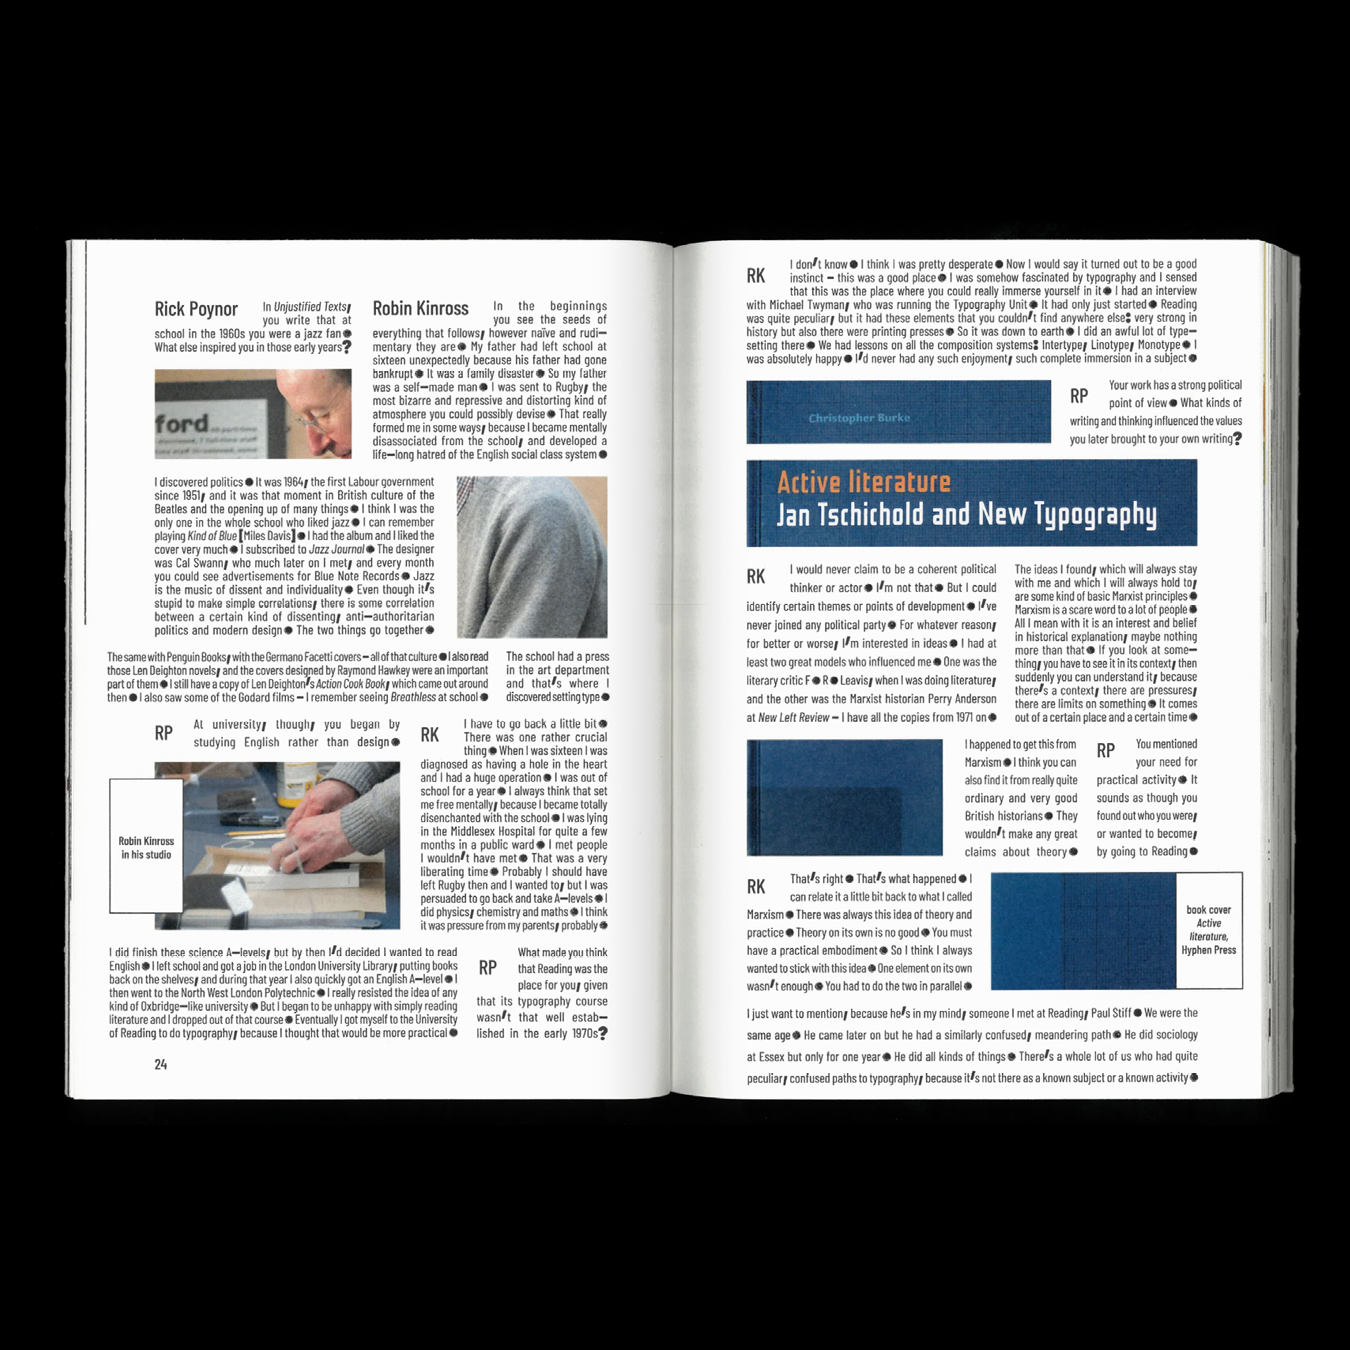 Rick Poynor
In Unjustified Texts,
you write that at
school in the 1960s you were a jazz fan.
What else inspired you in those early years?
ford
Robin Kinross
In the beginnings
you see the seeds of
everything that follows, however naïve and rudi-
mentary they are. My father had left school at
sixteen unexpectedly because his father had gone
bankrupt. It was a family disaster. So my father
was a self-made man. I was sent to Rugby, the
most bizarre and repressive and distorting kind of
atmosphere you could possibly devise. That really
formed me in some ways, because I became mentally
disassociated from the school, and developed a
life-long hatred of the English social class system.
I discovered politics. It was 1964, the first Labour government
since 1951, and it was that moment in British culture of the
Beatles and the opening up of many things. I think I was the
only one in the whole school who liked jazz. I can remember
playing Kind of Blue [Miles Davis]. I had the album and I liked the
cover very much. I subscribed to Jazz Journal. The designer
was Cal Swann, who much later on I met, and every month
you could see advertisements for Blue Note Records. Jazz
is the music of dissent and individuality. Even though it's
stupid to make simple correlations, there is some correlation
between a certain kind of dissenting, anti-authoritarian
politics and modern design. The two things go together.
The same with Penguin Books, with the Germano Facetti covers – all of that culture. I also read
those Len Deighton novels, and the covers designed by Raymond Hawkey were an important
part of them. I still have a copy of Len Deighton's Action Cook Book, which came out around
then. I also saw some of the Godard films – I remember seeing Breathless at school.
The school had a press
in the art department
and that's where I
discovered setting type.
RP
At university, though, you began by
studying English rather than design.
Robin Kinross
in his studio
RK
I have to go back a little bit.
There was one rather crucial
thing. When I was sixteen I was
diagnosed as having a hole in the heart
and I had a huge operation. I was out of
school for a year. I always think that set
me free mentally, because I became totally
disenchanted with the school. I was lying
in the Middlesex Hospital for quite a few
months in a public ward. I met people
I wouldn't have met. That was a very
liberating time. Probably I should have
left Rugby then and I wanted to, but I was
persuaded to go back and take A-levels. I
did physics, chemistry and maths. I think
it was pressure from my parents, probably.
I did finish these science A-levels, but by then I'd decided I wanted to read
English. I left school and got a job in the London University Library, putting books
back on the shelves, and during that year I also quickly got an English A-level. I
then went to the North West London Polytechnic. I really resisted the idea of any
kind of Oxbridge-like university. But I began to be unhappy with simply reading
literature and I dropped out of that course. Eventually I got myself to the University
of Reading to do typography, because I thought that would be more practical.
RP
What made you think
that Reading was the
place for you, given
that its typography course
wasn't that well estab-
lished in the early 1970s?
24
RK
I don't know. I think I was pretty desperate. Now I would say it turned out to be a good
instinct – this was a good place. I was somehow fascinated by typography and I sensed
that this was the place where you could really immerse yourself in it. I had an interview
with Michael Twyman, who was running the Typography Unit. It had only just started. Reading
was quite peculiar, but it had these elements that you couldn't find anywhere else: very strong in
history but also there were printing presses. So it was down to earth. I did an awful lot of type-
setting there. We had lessons on all the composition systems: Intertype, Linotype, Monotype. I
was absolutely happy. I'd never had any such enjoyment, such complete immersion in a subject.
Christopher Burke
RP
Your work has a strong political
point of view. What kinds of
writing and thinking influenced the values
you later brought to your own writing?
Active literature
Jan Tschichold and New Typography
RK
I would never claim to be a coherent political
thinker or actor. I'm not that. But I could
identify certain themes or points of development. I've
never joined any political party. For whatever reason,
for better or worse, I'm interested in ideas. I had at
least two great models who influenced me. One was the
literary critic F. R. Leavis, when I was doing literature,
and the other was the Marxist historian Perry Anderson
at New Left Review – I have all the copies from 1971 on.
The ideas I found, which will always stay
with me and which I will always hold to,
are some kind of basic Marxist principles.
Marxism is a scare word to a lot of people.
All I mean with it is an interest and belief
in historical explanation, maybe nothing
more than that. If you look at some-
thing, you have to see it in its context, then
suddenly you can understand it, because
there's a context, there are pressures,
there are limits on something. It comes
out of a certain place and a certain time.
I happened to get this from
Marxism. I think you can
also find it from really quite
ordinary and very good
British historians. They
wouldn't make any great
claims about theory.
RP
You mentioned
your need for
practical activity. It
sounds as though you
found out who you were,
or wanted to become,
by going to Reading.
RK
That's right. That's what happened. I
can relate it a little bit back to what I called
Marxism. There was always this idea of theory and
practice. Theory on its own is no good. You must
have a practical embodiment. So I think I always
wanted to stick with this idea. One element on its own
wasn't enough. You had to do the two in parallel.
book cover
Active
literature,
Hyphen Press
I just want to mention, because he's in my mind, someone I met at Reading, Paul Stiff. We were the
same age. He came later on but he had a similarly confused, meandering path. He did sociology
at Essex but only for one year. He did all kinds of things. There's a whole lot of us who had quite
peculiar, confused paths to typography, because it's not there as a known subject or a known activity.